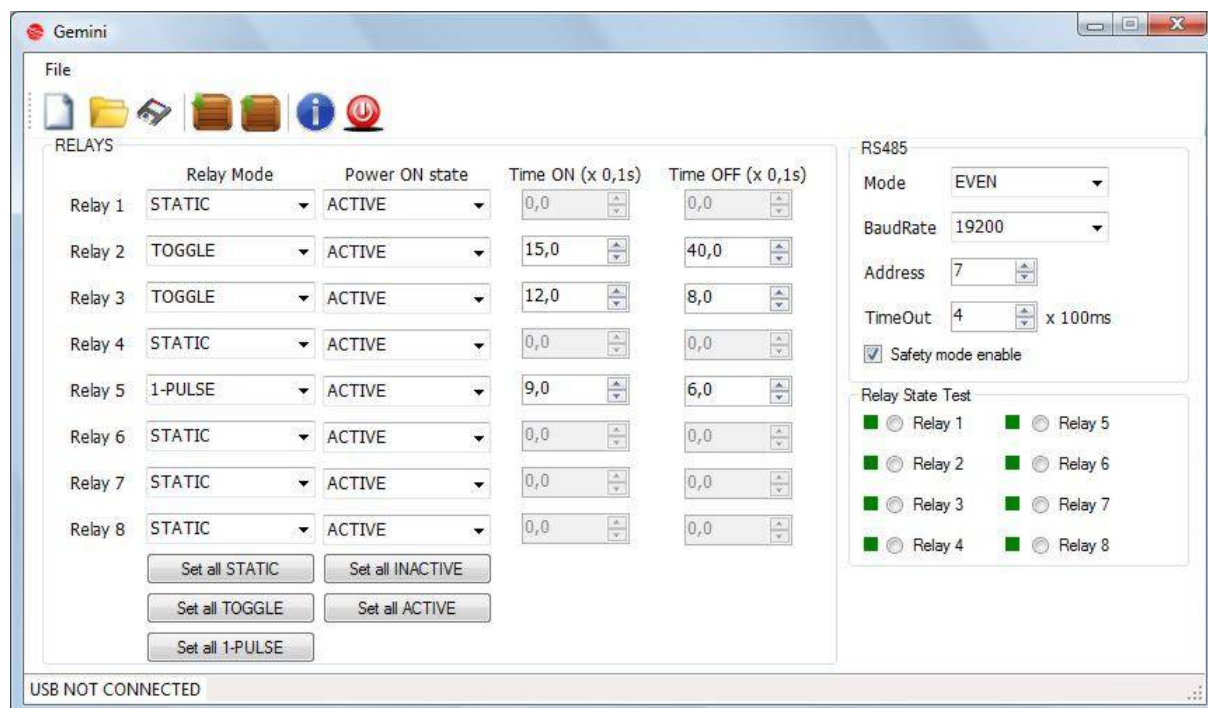 Gemini
File
RELAYS
Relay Mode Power ON state Time ON (x 0,1s) Time OFF (x 0,1s)
Relay 1 STATIC ACTIVE 0,0 0,0
Relay 2 TOGGLE ACTIVE 15,0 40,0
Relay 3 TOGGLE ACTIVE 12,0 8,0
Relay 4 STATIC ACTIVE 0,0 0,0
Relay 5 1-PULSE ACTIVE 9,0 6,0
Relay 6 STATIC ACTIVE 0,0 0,0
Relay 7 STATIC ACTIVE 0,0 0,0
Relay 8 STATIC ACTIVE 0,0 0,0
Set all STATIC Set all INACTIVE
Set all TOGGLE Set all ACTIVE
Set all 1-PULSE
RS485
Mode EVEN
BaudRate 19200
Address 7
TimeOut 4 x 100ms
Safety mode enable
Relay State Test
Relay 1 Relay 5
Relay 2 Relay 6
Relay 3 Relay 7
Relay 4 Relay 8
USB NOT CONNECTED